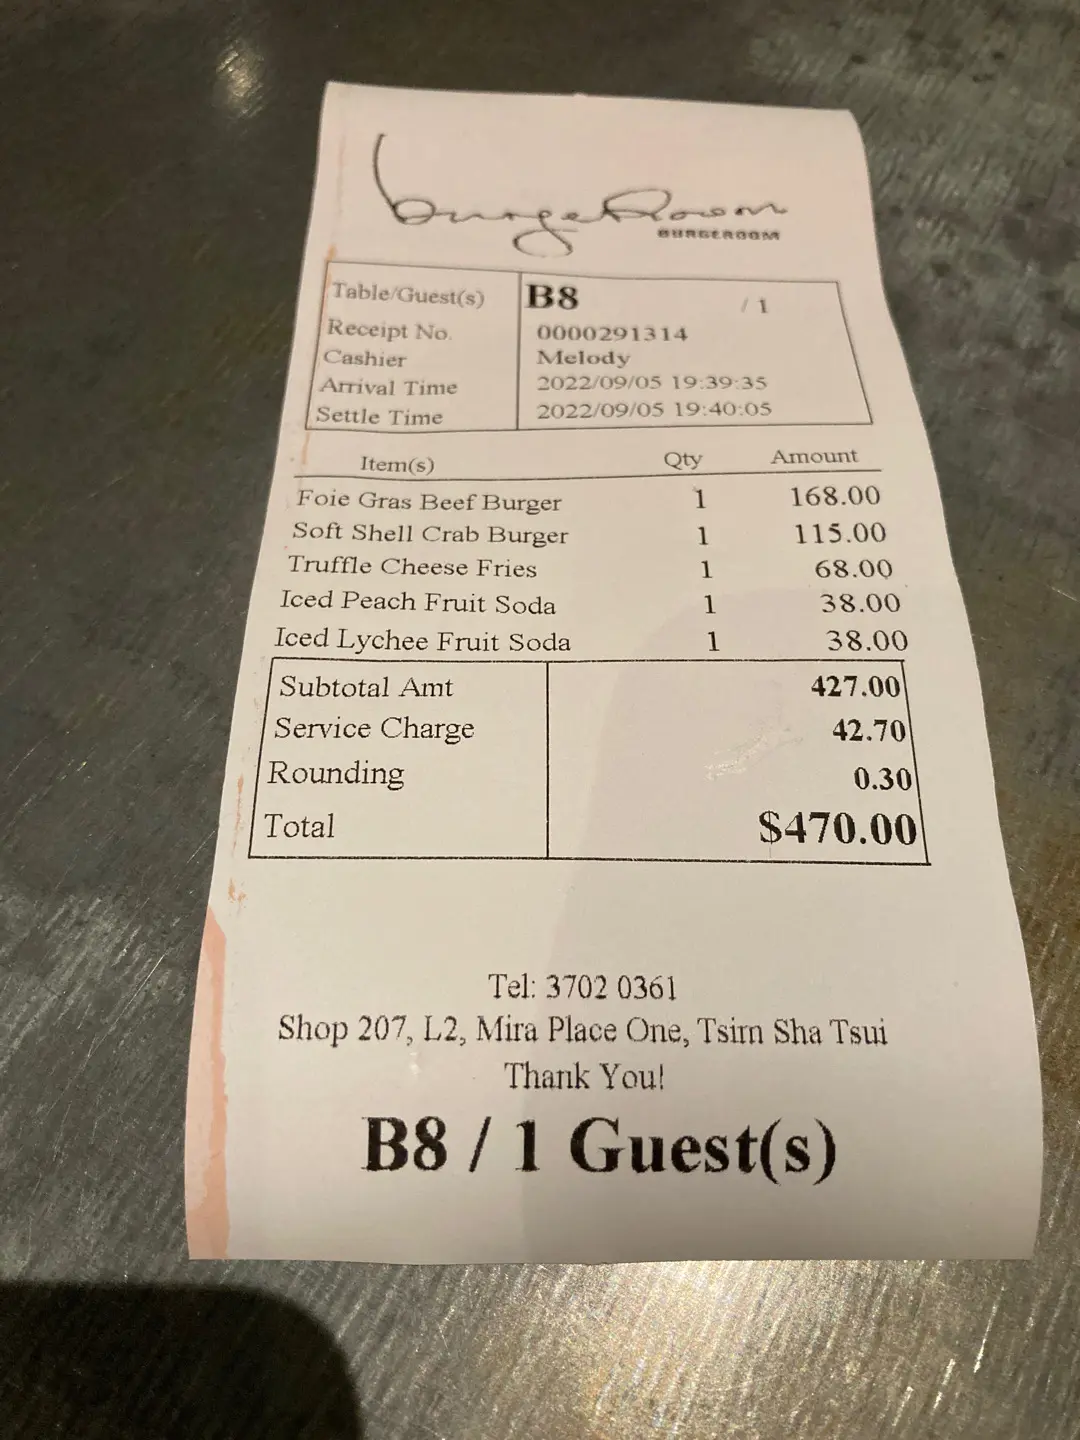 burgeRoom
BURGEROOM
Table/Guest(s) B8 / 1
Receipt No. 0000291314
Cashier Melody
Arrival Time 2022/09/05 19:39:35
Settle Time 2022/09/05 19:40:05
Item(s) Qty Amount
Foie Gras Beef Burger 1 168.00
Soft Shell Crab Burger 1 115.00
Truffle Cheese Fries 1 68.00
Iced Peach Fruit Soda 1 38.00
Iced Lychee Fruit Soda 1 38.00
Subtotal Amt 427.00
Service Charge 42.70
Rounding 0.30
Total $470.00
Tel: 3702 0361
Shop 207, L2, Mira Place One, Tsim Sha Tsui
Thank You!
B8 / 1 Guest(s)